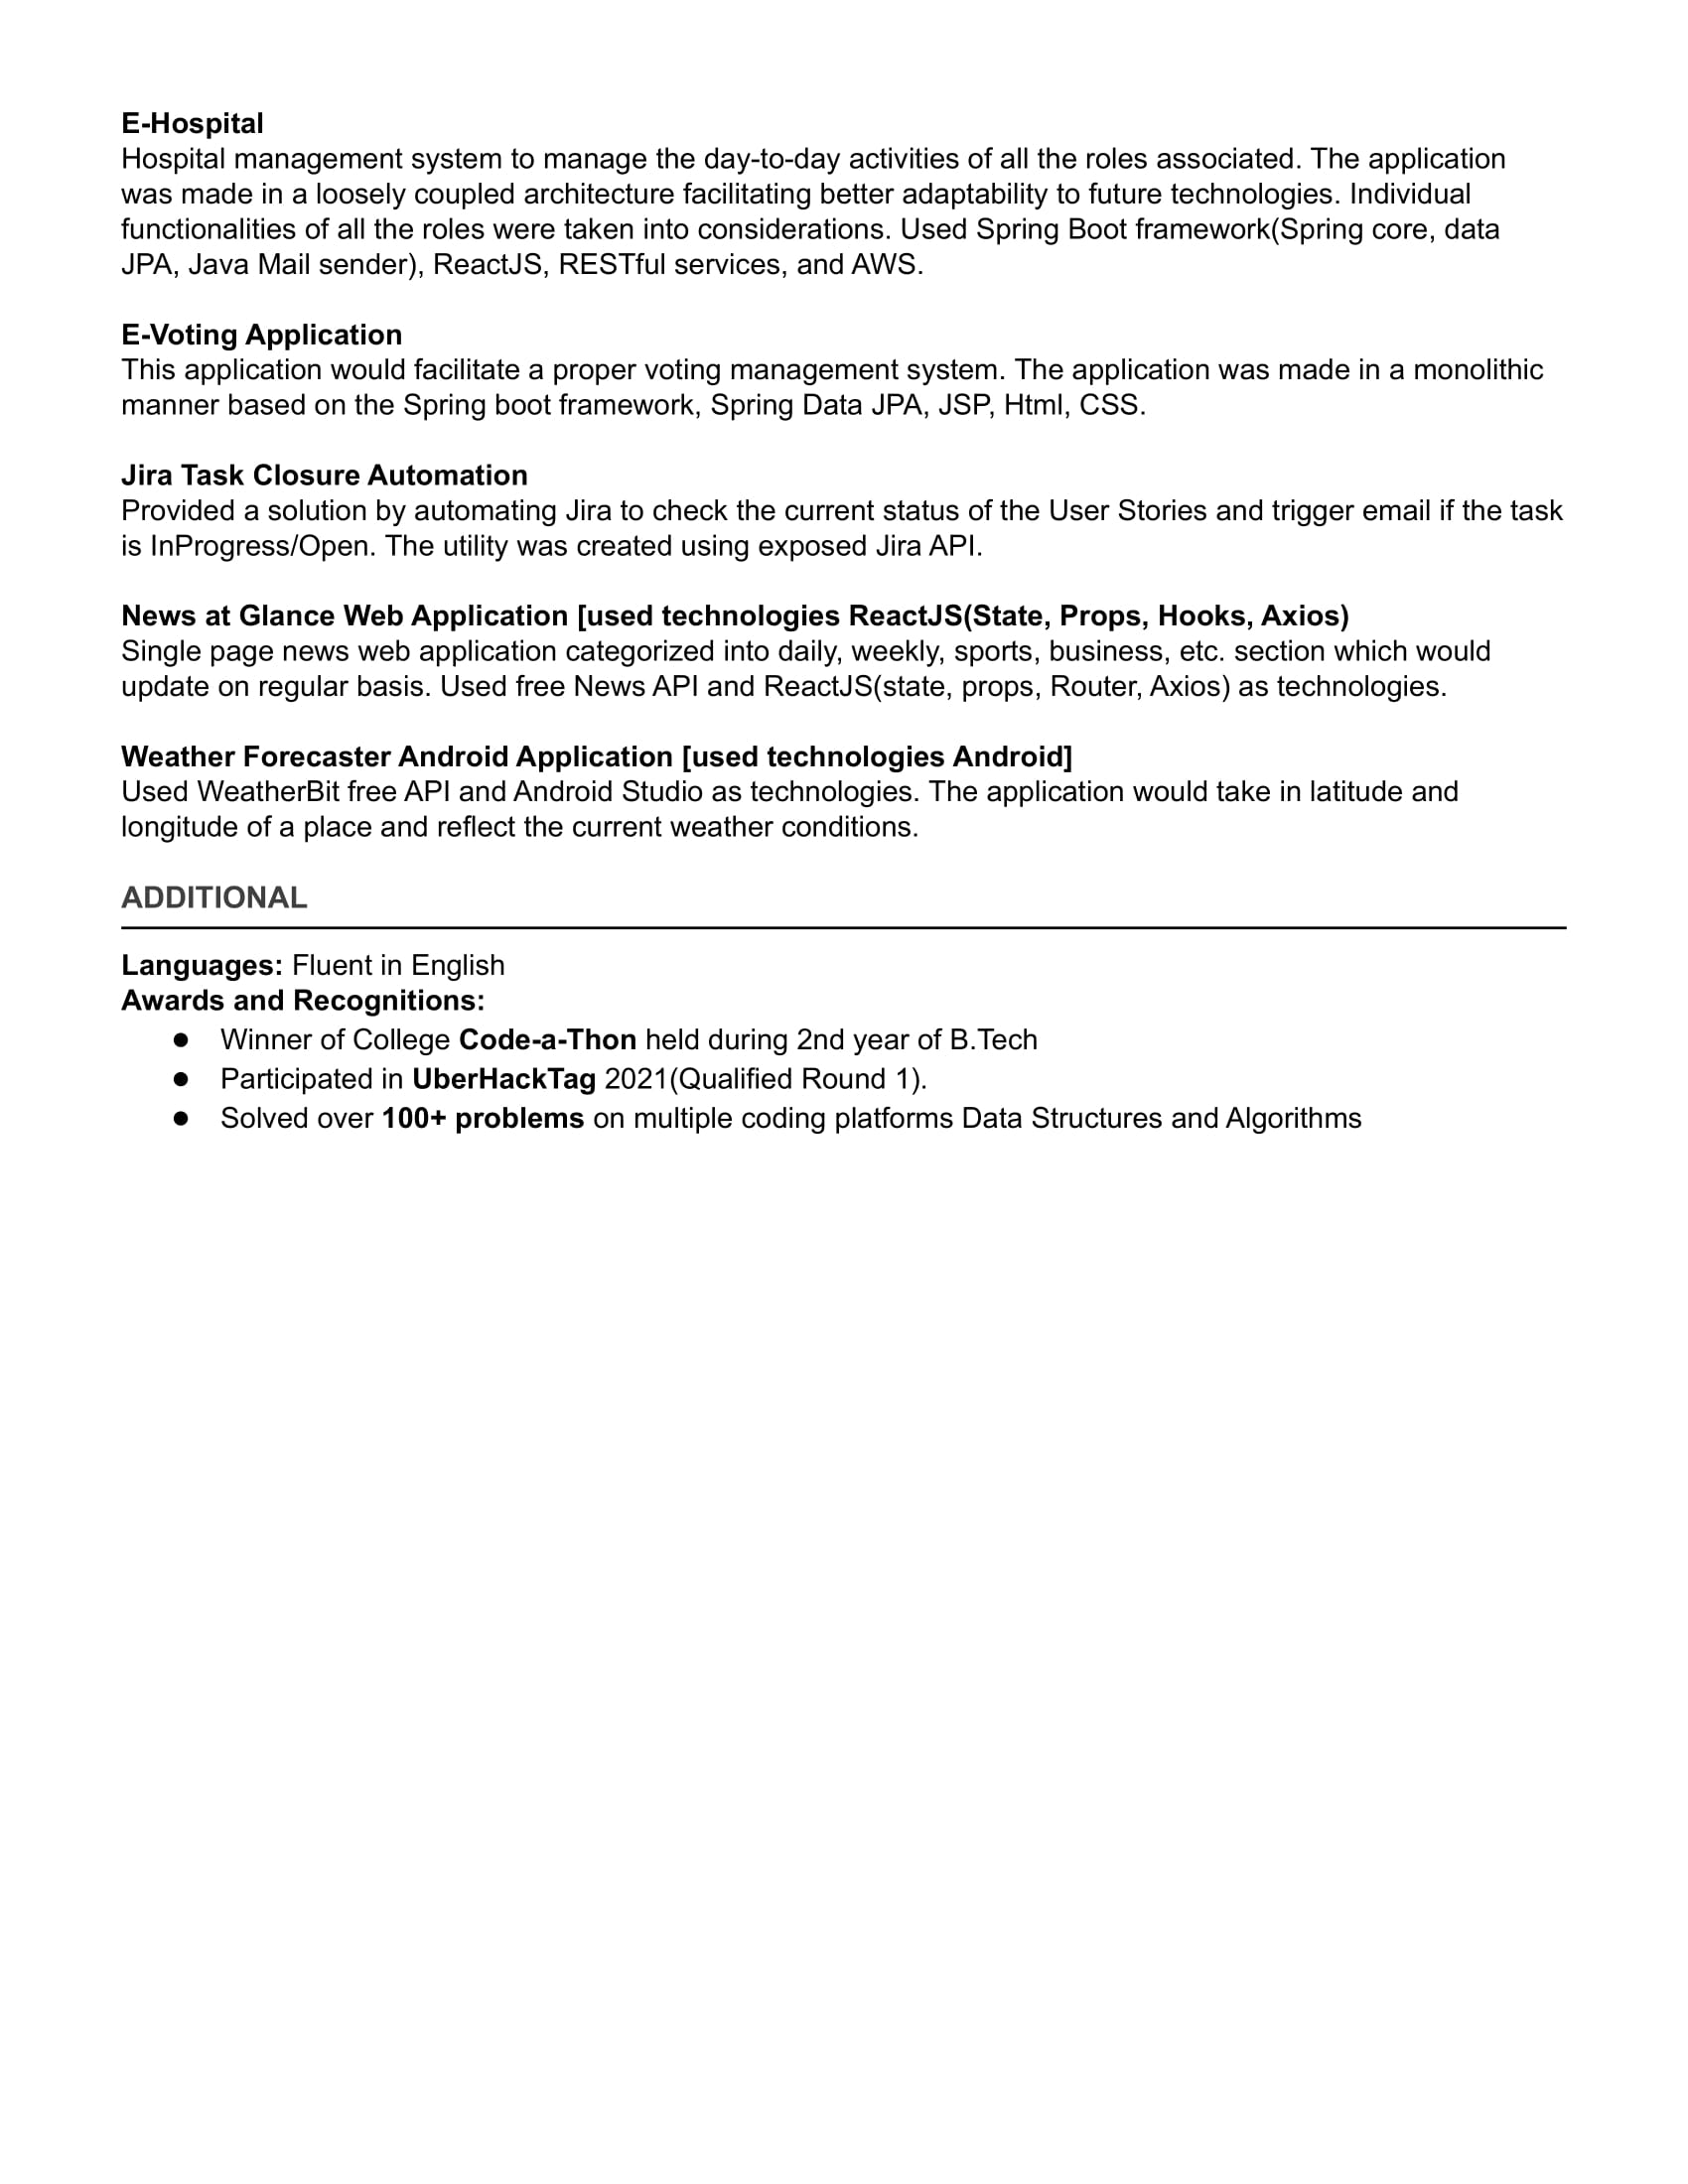 E-Hospital
Hospital management system to manage the day-to-day activities of all the roles associated. The application
was made in a loosely coupled architecture facilitating better adaptability to future technologies. Individual
functionalities of all the roles were taken into considerations. Used Spring Boot framework(Spring core, data
JPA, Java Mail sender), ReactJS, RESTful services, and AWS.
E-Voting Application
This application would facilitate a proper voting management system. The application was made in a monolithic
manner based on the Spring boot framework, Spring Data JPA, JSP, Html, CSS.
Jira Task Closure Automation
Provided a solution by automating Jira to check the current status of the User Stories and trigger email if the task
is InProgress/Open. The utility was created using exposed Jira API.
News at Glance Web Application [used technologies ReactJS(State, Props, Hooks, Axios)
Single page news web application categorized into daily, weekly, sports, business, etc. section which would
update on regular basis. Used free News API and ReactJS(state, props, Router, Axios) as technologies.
Weather Forecaster Android Application [used technologies Android]
Used WeatherBit free API and Android Studio as technologies. The application would take in latitude and
longitude of a place and reflect the current weather conditions.
ADDITIONAL
Languages: Fluent in English
Awards and Recognitions:
● Winner of College Code-a-Thon held during 2nd year of B.Tech
● Participated in UberHackTag 2021(Qualified Round 1).
● Solved over 100+ problems on multiple coding platforms Data Structures and Algorithms